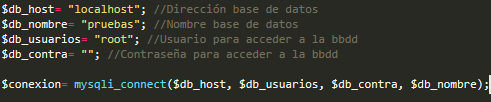 $db_host= "localhost"; //Dirección base de datos
$db_nombre= "pruebas"; //Nombre base de datos
$db_usuarios= "root"; //Usuario para acceder a la bbdd
$db_contra= ""; //Contraseña para acceder a la bbdd
$conexion= mysqli_connect($db_host, $db_usuarios, $db_contra, $db_nombre);